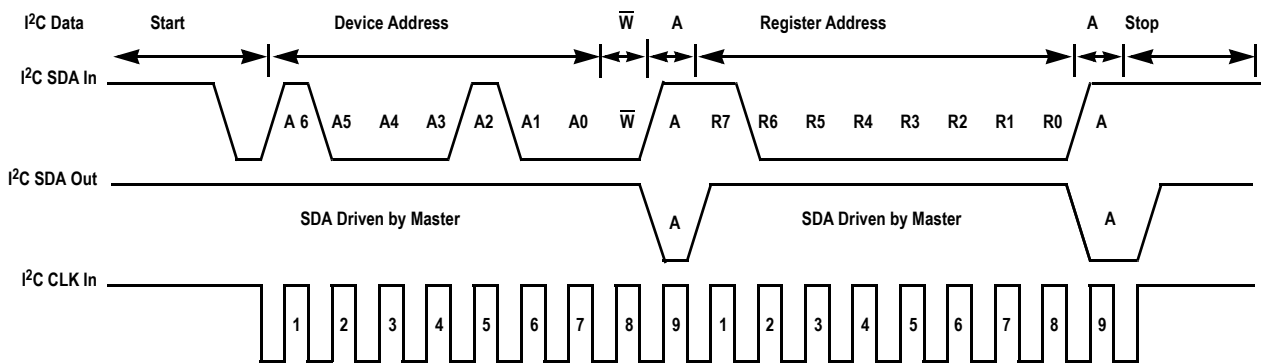 I²C Data Start Device Address W̅ A Register Address A Stop
I²C SDA In
A 6 A5 A4 A3 A2 A1 A0 W̅ A R7 R6 R5 R4 R3 R2 R1 R0 A
I²C SDA Out
SDA Driven by Master A SDA Driven by Master A
I²C CLK In
1 2 3 4 5 6 7 8 9 1 2 3 4 5 6 7 8 9